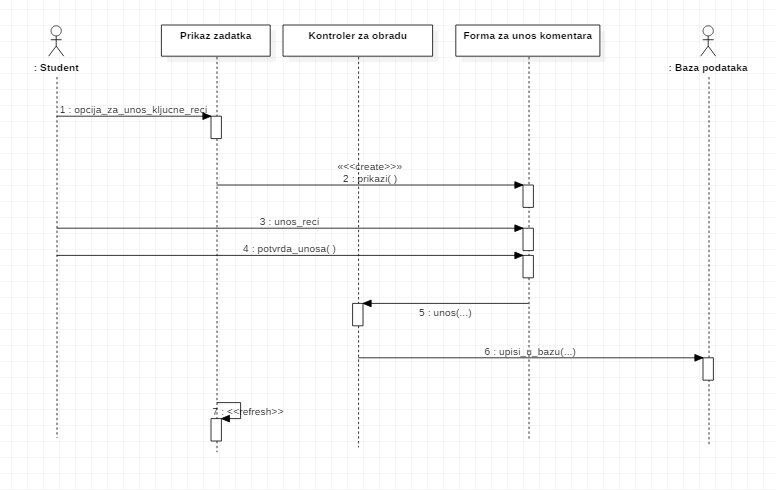 Prikaz zadatka
Kontroler za obradu
Forma za unos komentara
: Student
: Baza podataka
1 : opcija_za_unos_kljucne_reci
«<<create>>»
2 : prikazi( )
3 : unos_reci
4 : potvrda_unosa( )
5 : unos(...)
6 : upisi_u_bazu(...)
7 : <<refresh>>